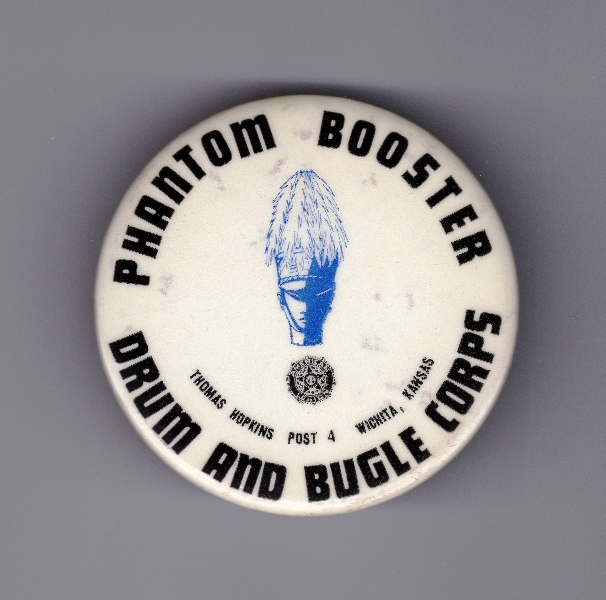 PHANTOM BOOSTER
THOMAS HOPKINS POST 4 WICHITA, KANSAS
DRUM AND BUGLE CORPS